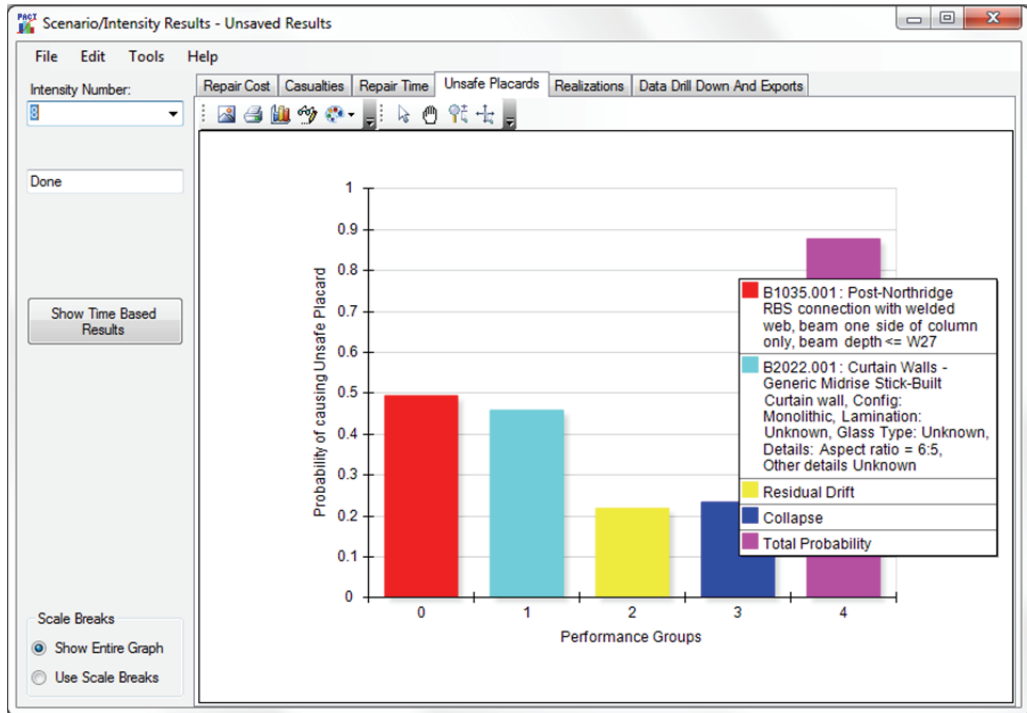 PACT
Scenario/Intensity Results - Unsaved Results
File Edit Tools Help
Intensity Number:
8
Done
Show Time Based
Results
Scale Breaks
Show Entire Graph
Use Scale Breaks
Repair Cost Casualties Repair Time Unsafe Placards Realizations Data Drill Down And Exports
Probability of causing Unsafe Placard
1
0.9
0.8
0.7
0.6
0.5
0.4
0.3
0.2
0.1
0
B1035.001: Post-Northridge
RBS connection with welded
web, beam one side of column
only, beam depth <= W27
B2022.001: Curtain Walls -
Generic Midrise Stick-Built
Curtain wall, Config:
Monolithic, Lamination:
Unknown, Glass Type: Unknown,
Details: Aspect ratio = 6:5,
Other details Unknown
Residual Drift
Collapse
Total Probability
0 1 2 3 4
Performance Groups